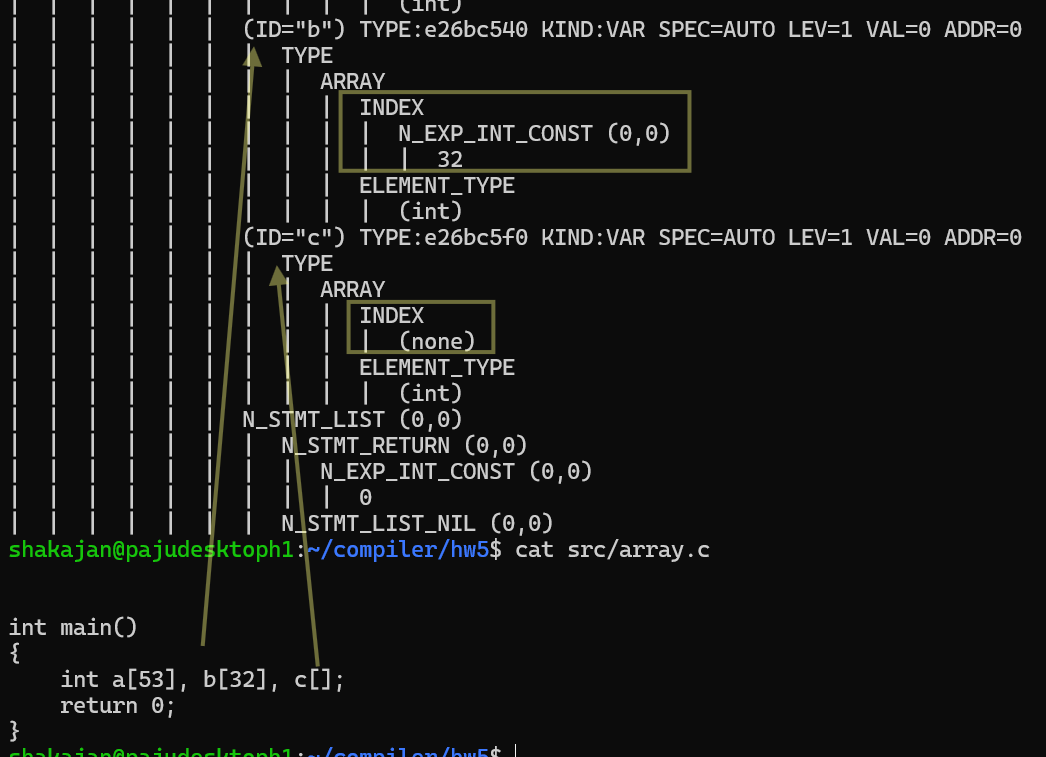 (int)
(ID="b") TYPE:e26bc540 KIND:VAR SPEC=AUTO LEV=1 VAL=0 ADDR=0
TYPE
ARRAY
INDEX
N_EXP_INT_CONST (0,0)
32
ELEMENT_TYPE
(int)
(ID="c") TYPE:e26bc5f0 KIND:VAR SPEC=AUTO LEV=1 VAL=0 ADDR=0
TYPE
ARRAY
INDEX
(none)
ELEMENT_TYPE
(int)
N_STMT_LIST (0,0)
N_STMT_RETURN (0,0)
N_EXP_INT_CONST (0,0)
0
N_STMT_LIST_NIL (0,0)
shakajan@pajudesktoph1:~/compiler/hw5$ cat src/array.c
int main()
{
    int a[53], b[32], c[];
    return 0;
}
shakajan@pajudesktoph1:~/compiler/hw5$